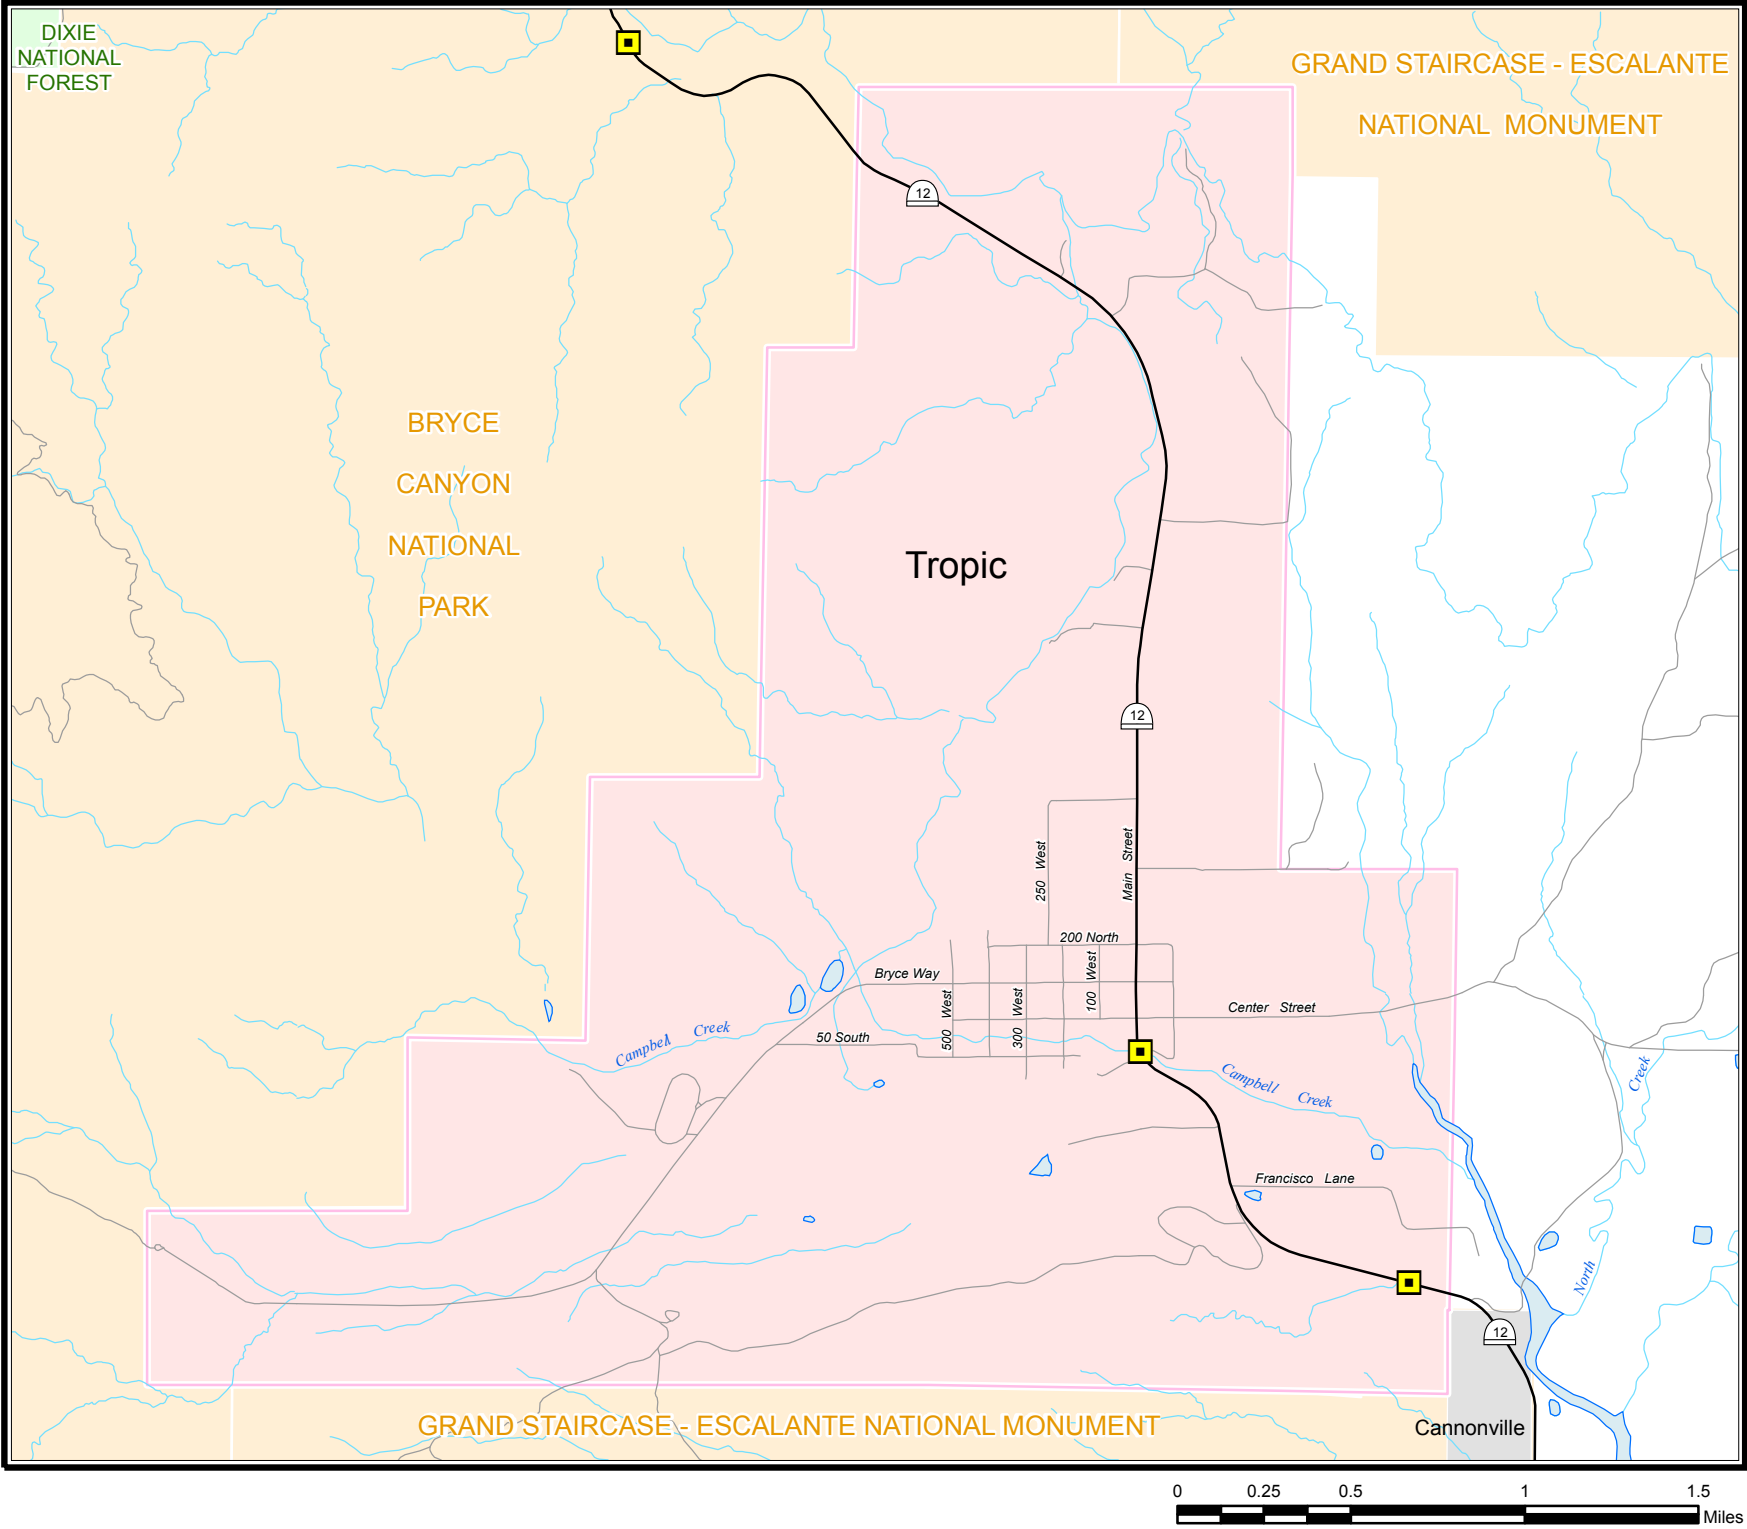 DIXIE
NATIONAL
FOREST
GRAND STAIRCASE - ESCALANTE
NATIONAL MONUMENT
12
BRYCE
CANYON
NATIONAL
PARK
Tropic
12
250 West
Main Street
200 North
Bryce Way
100 West
500 West
300 West
Center Street
50 South
Campbell Creek
Campbell Creek
Creek
North
Francisco Lane
12
GRAND STAIRCASE - ESCALANTE NATIONAL MONUMENT
Cannonville
0 0.25 0.5 1 1.5
Miles